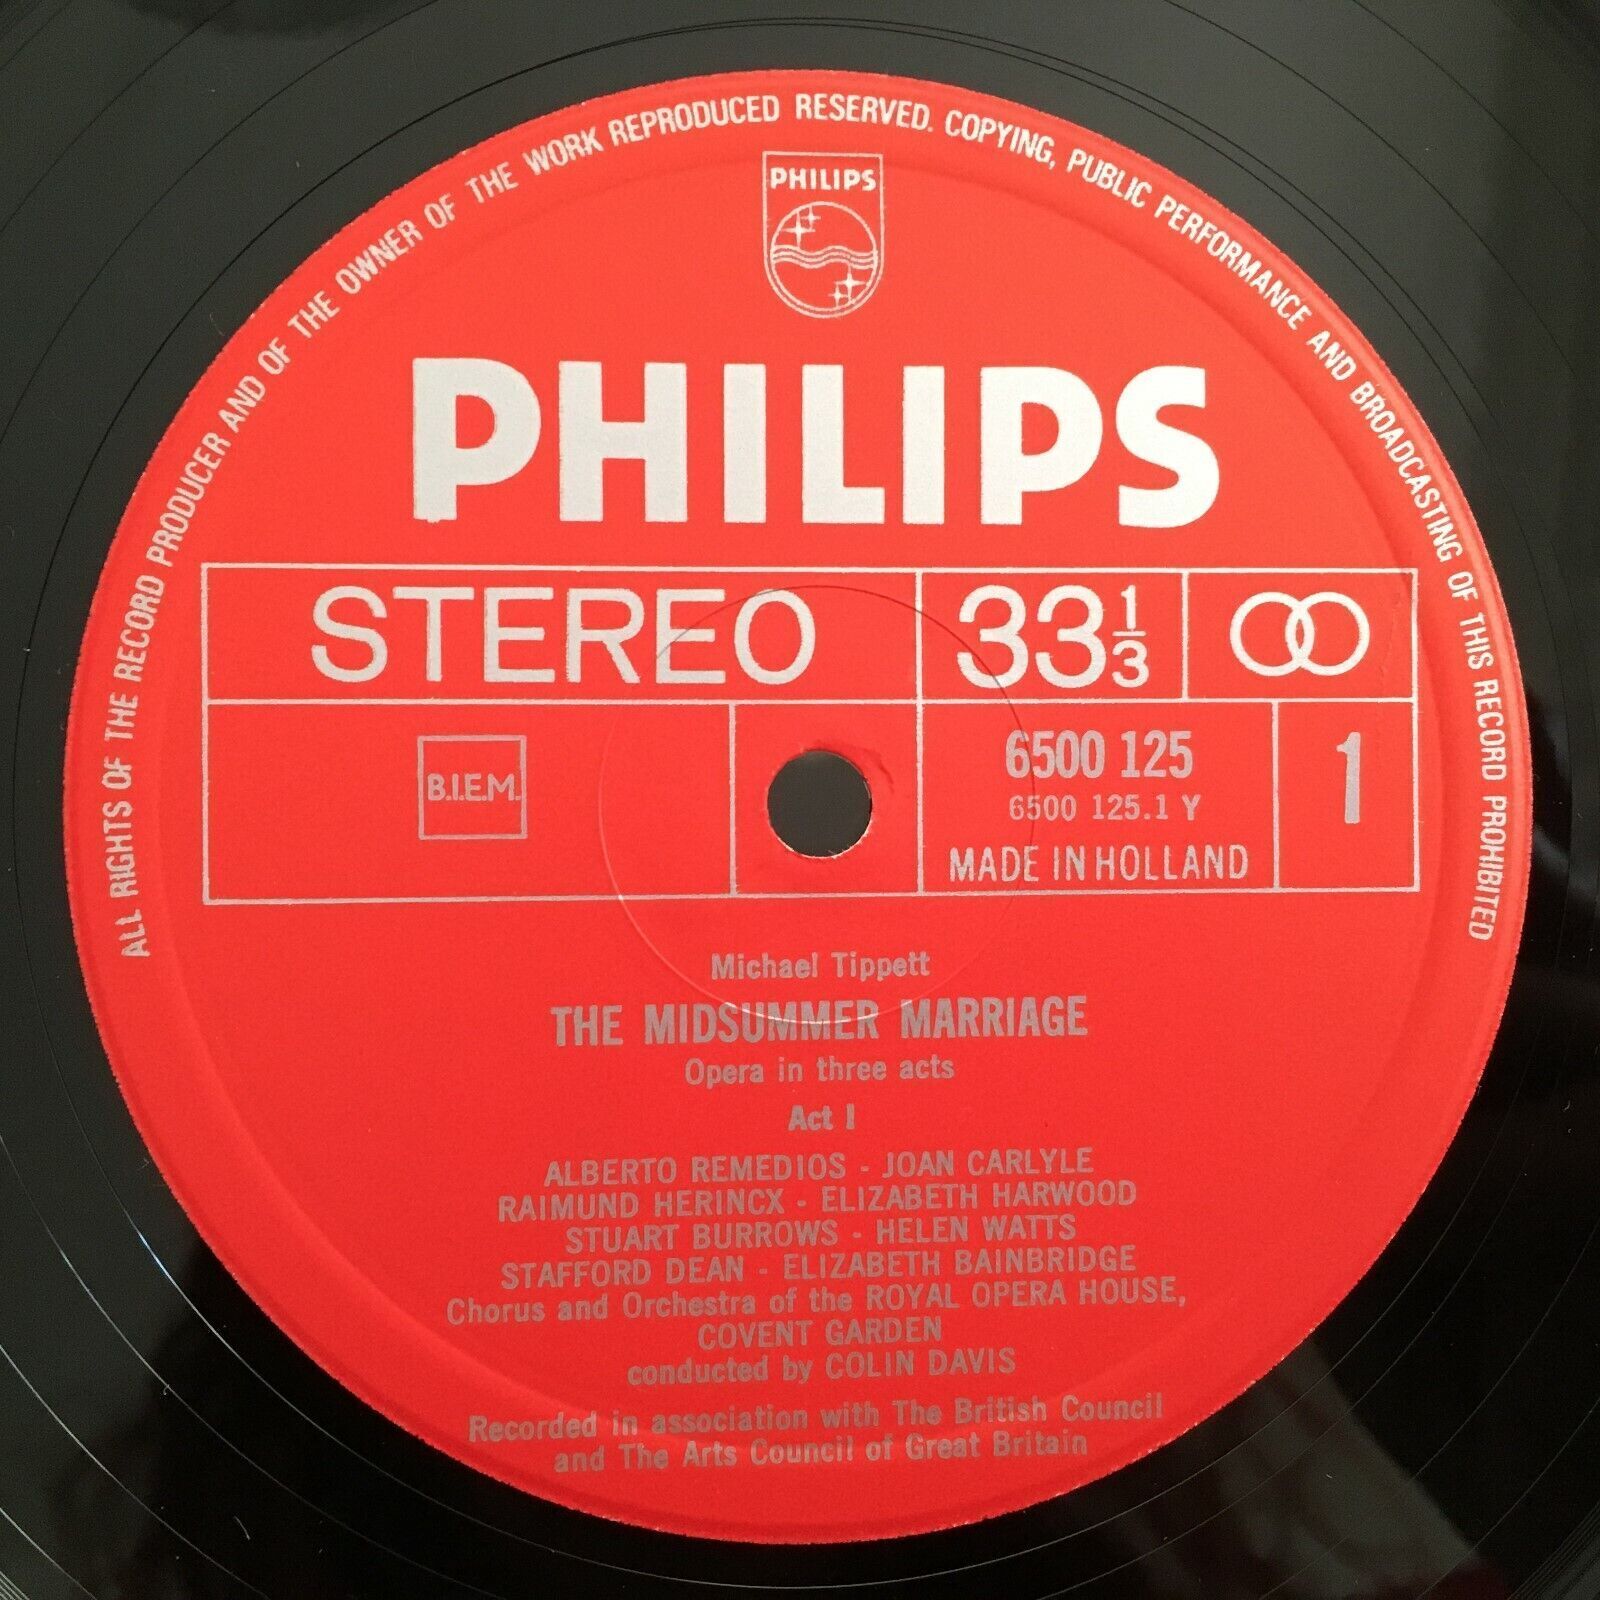 ALL RIGHTS OF THE RECORD PRODUCER AND OF THE OWNER OF THE WORK REPRODUCED RESERVED. COPYING, PUBLIC PERFORMANCE AND BROADCASTING OF THIS RECORD PROHIBITED
PHILIPS
PHILIPS
STEREO
33 1/3
B.I.E.M.
6500 125
6500 125.1 Y
MADE IN HOLLAND
1
Michael Tippett
THE MIDSUMMER MARRIAGE
Opera in three acts
Act I
ALBERTO REMEDIOS - JOAN CARLYLE
RAIMUND HERINCX - ELIZABETH HARWOOD
STUART BURROWS - HELEN WATTS
STAFFORD DEAN - ELIZABETH BAINBRIDGE
Chorus and Orchestra of the ROYAL OPERA HOUSE,
COVENT GARDEN
conducted by COLIN DAVIS
Recorded in association with The British Council
and The Arts Council of Great Britain